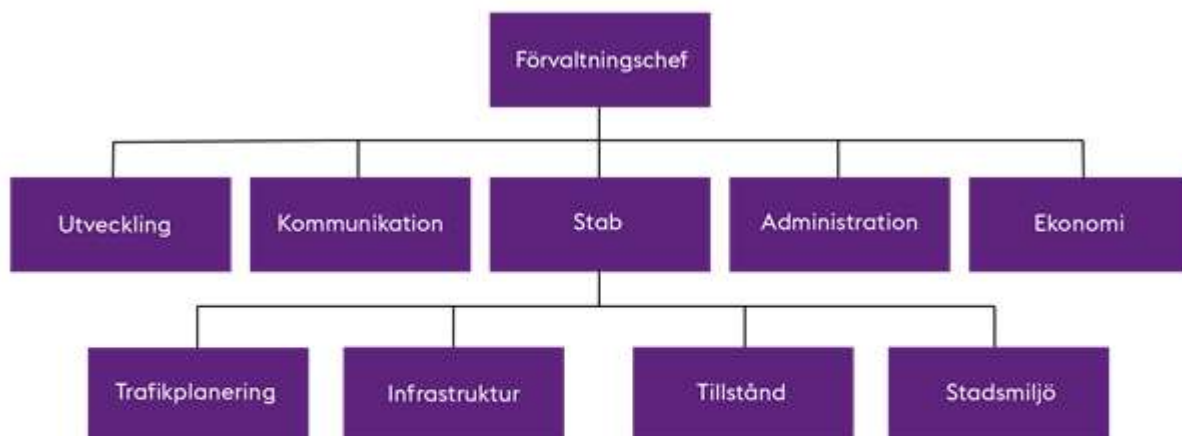 Förvaltningschef
Utveckling
Kommunikation
Stab
Administration
Ekonomi
Trafikplanering
Infrastruktur
Tillstånd
Stadsmiljö